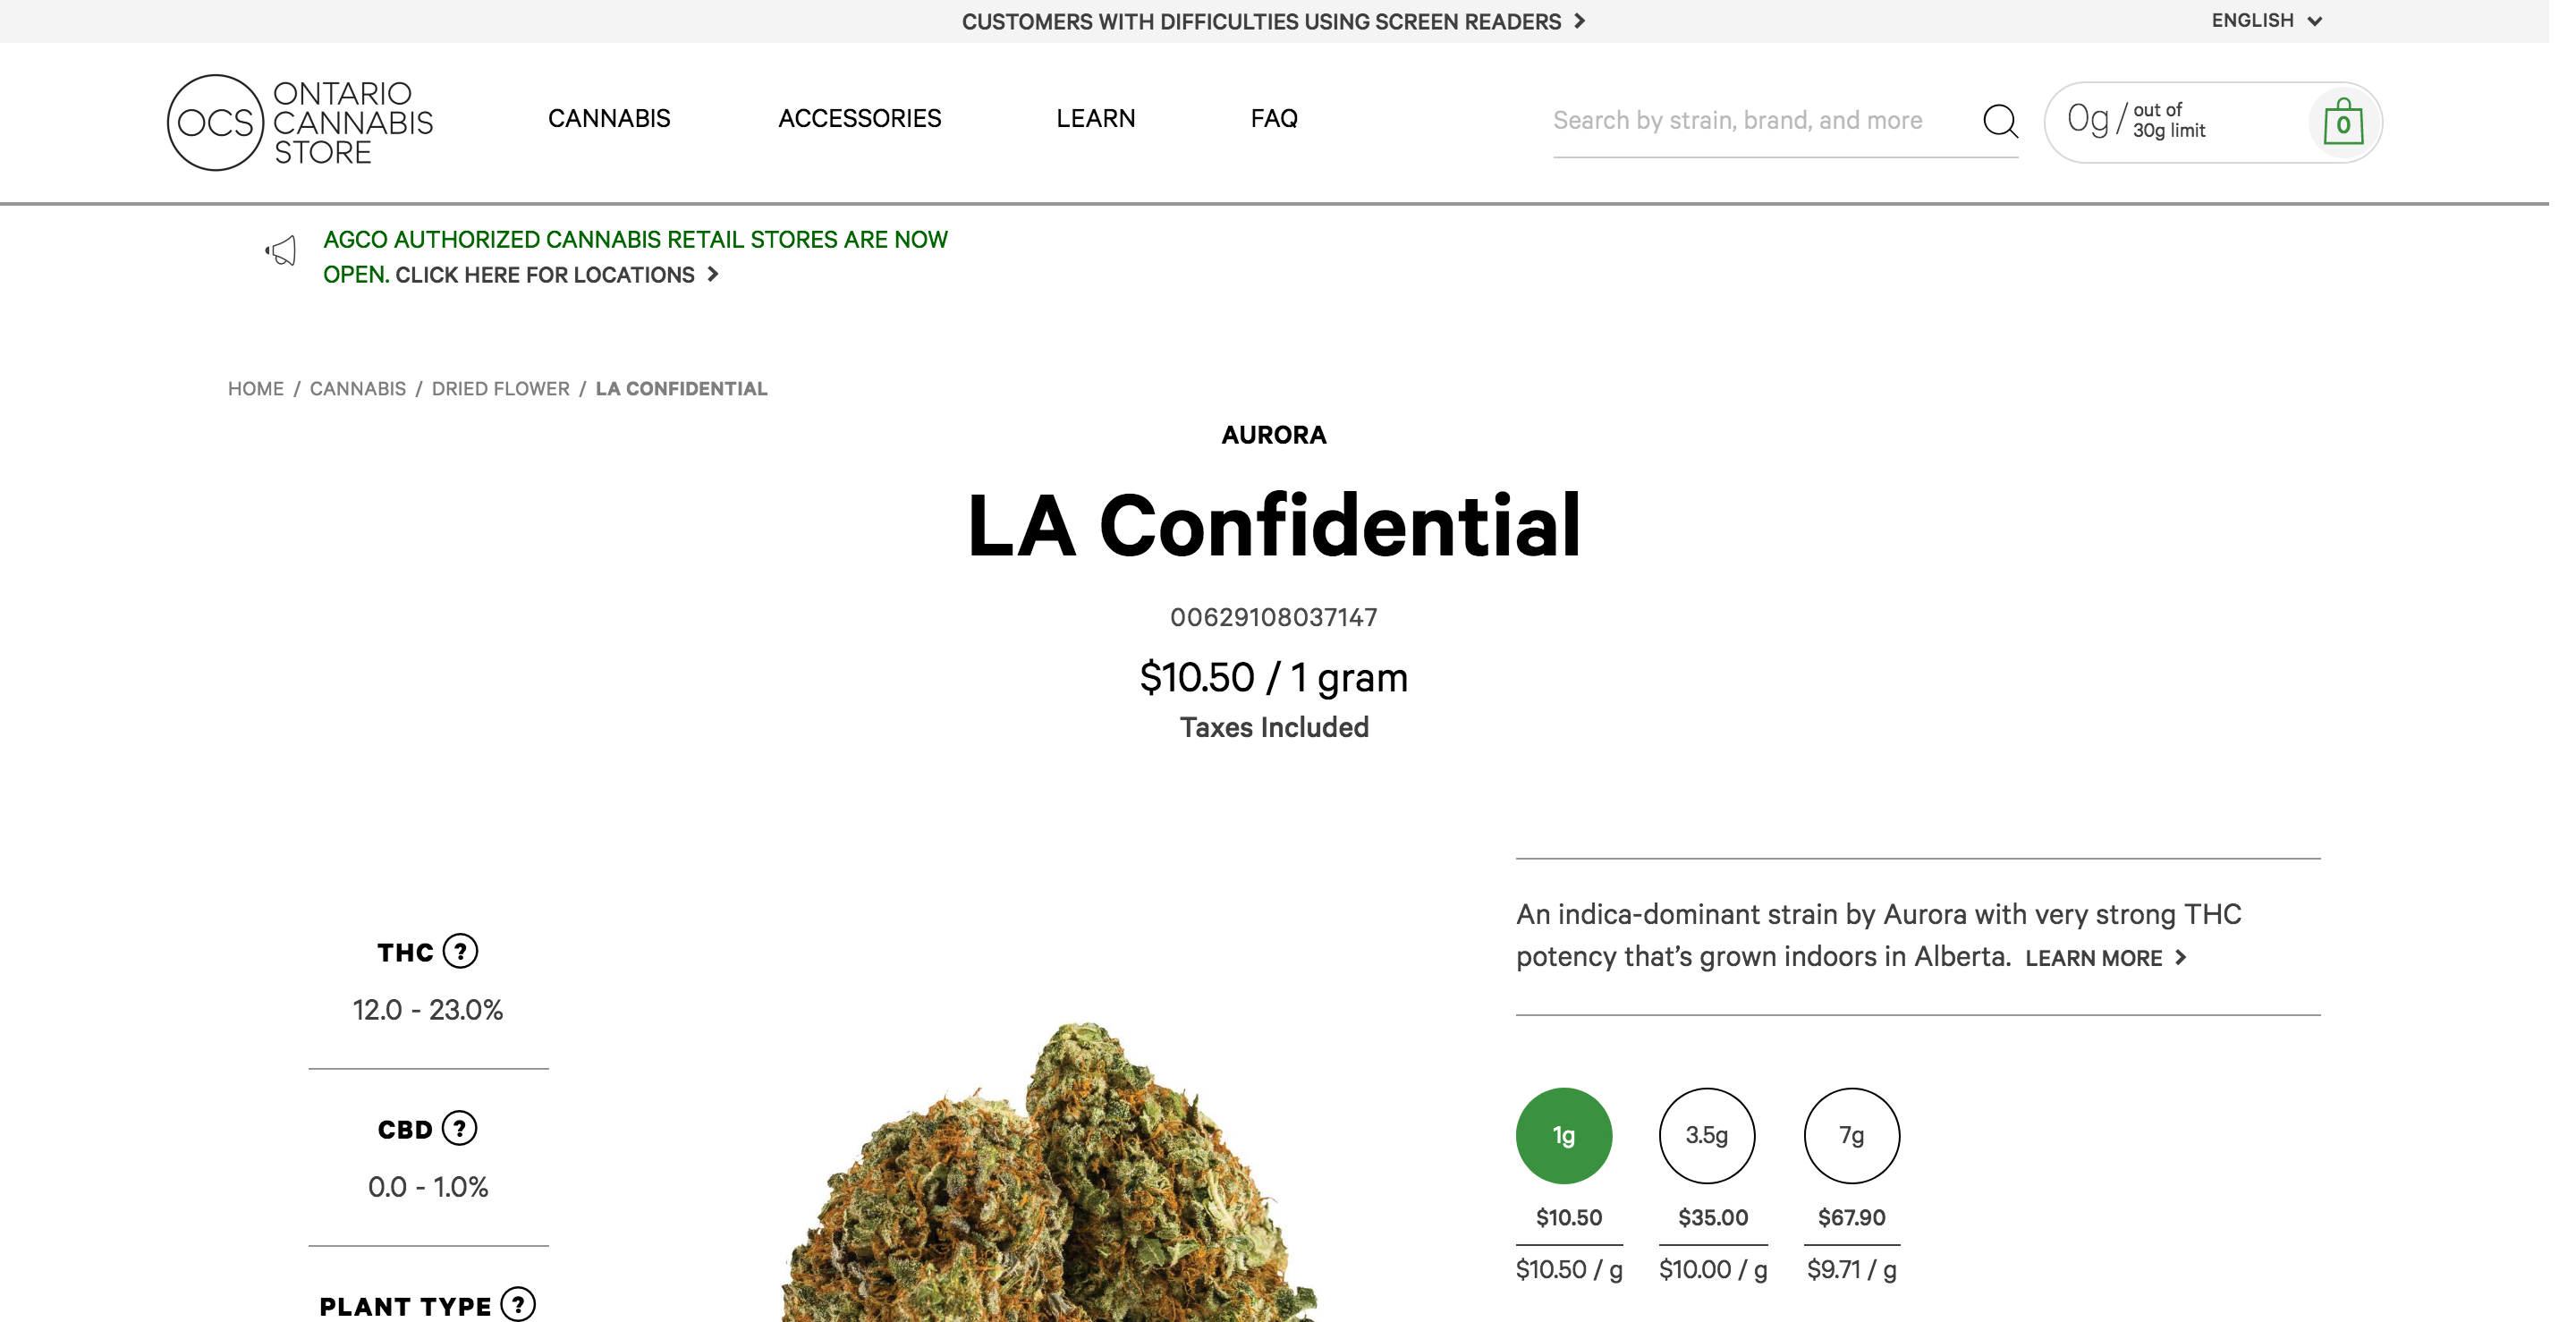 CUSTOMERS WITH DIFFICULTIES USING SCREEN READERS
ENGLISH
OCS
ONTARIO
CANNABIS
STORE
CANNABIS
ACCESSORIES
LEARN
FAQ
Search by strain, brand, and more
0g / out of
30g limit
0
AGCO AUTHORIZED CANNABIS RETAIL STORES ARE NOW
OPEN. CLICK HERE FOR LOCATIONS
HOME / CANNABIS / DRIED FLOWER / LA CONFIDENTIAL
AURORA
LA Confidential
00629108037147
$10.50 / 1 gram
Taxes Included
THC ?
12.0 - 23.0%
CBD ?
0.0 - 1.0%
PLANT TYPE ?
An indica-dominant strain by Aurora with very strong THC
potency that’s grown indoors in Alberta. LEARN MORE
1g
3.5g
7g
$10.50
$35.00
$67.90
$10.50 / g
$10.00 / g
$9.71 / g